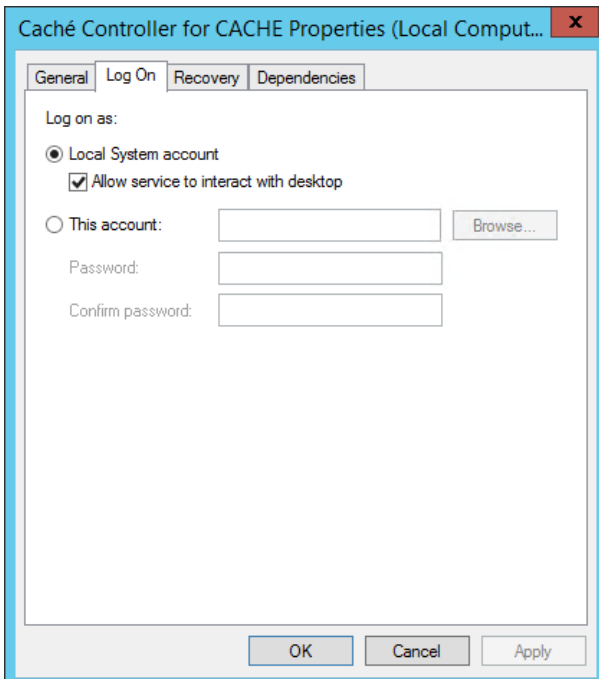 Caché Controller for CACHE Properties (Local Comput...
x
General Log On Recovery Dependencies
Log on as:
Local System account
Allow service to interact with desktop
This account: Browse...
Password:
Confirm password:
OK Cancel Apply